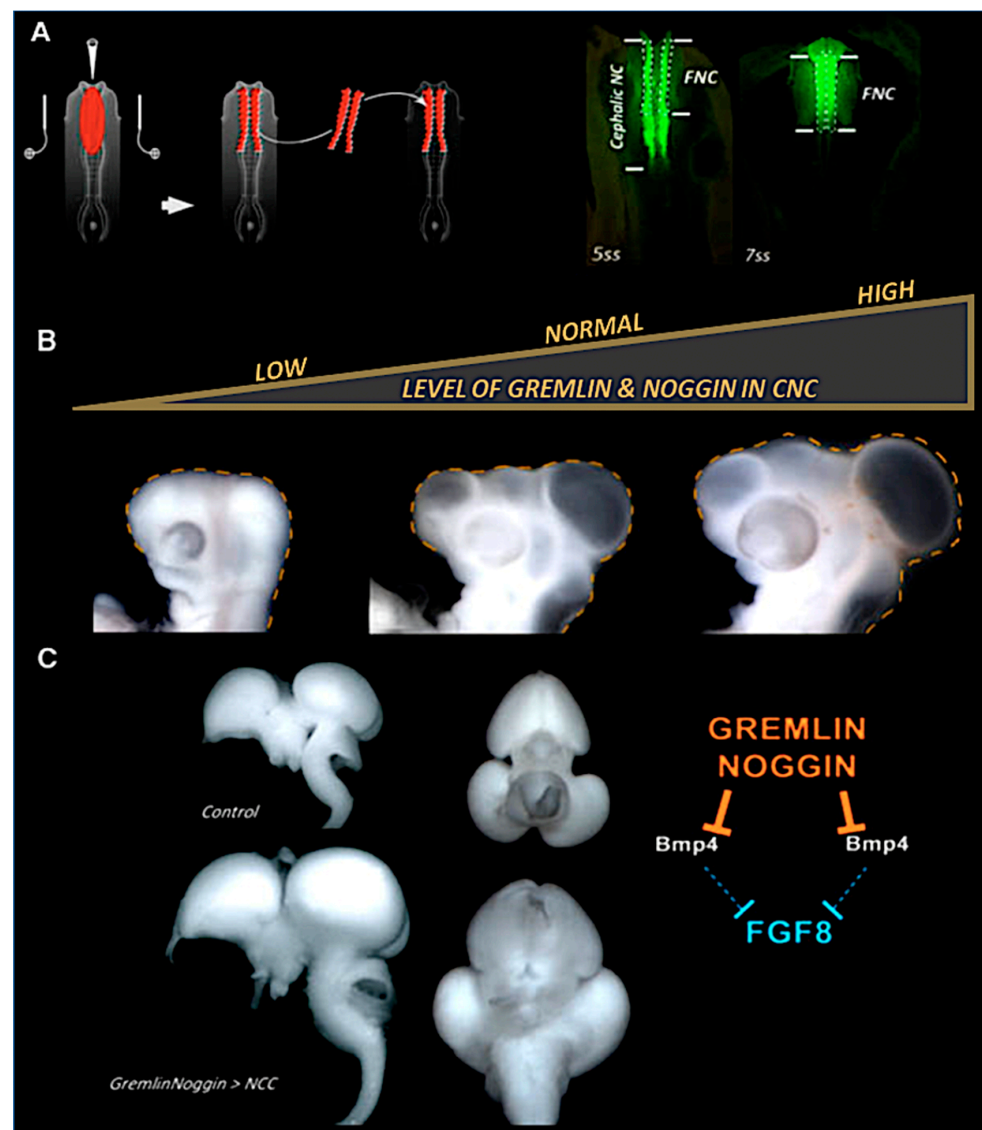 A
Cephalic NC
FNC
FNC
5ss
7ss
B
LOW
NORMAL
HIGH
LEVEL OF GREMLIN & NOGGIN IN CNC
C
Control
GremlinNoggin > NCC
GREMLIN
NOGGIN
Bmp4
Bmp4
FGF8